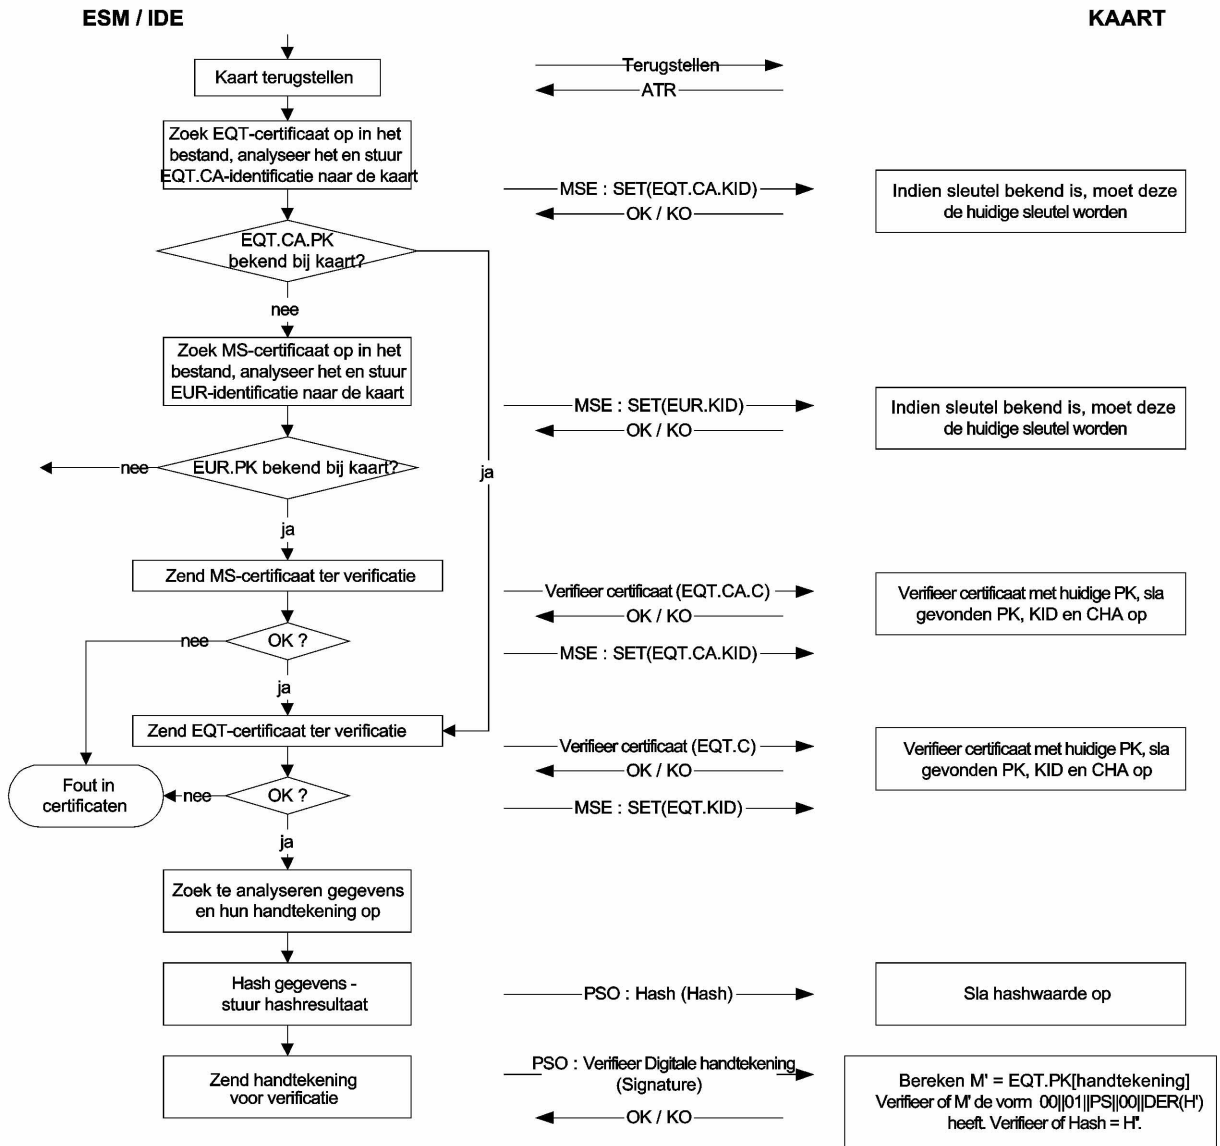 ESM / IDE
KAART
Kaart terugstellen
Terugstellen
ATR
Zoek EQT-certificaat op in het
bestand, analyseer het en stuur
EQT.CA-identificatie naar de kaart
MSE : SET(EQT.CA.KID)
OK / KO
Indien sleutel bekend is, moet deze
de huidige sleutel worden
EQT.CA.PK
bekend bij kaart?
nee
Zoek MS-certificaat op in het
bestand, analyseer het en stuur
EUR-identificatie naar de kaart
MSE : SET(EUR.KID)
OK / KO
Indien sleutel bekend is, moet deze
de huidige sleutel worden
nee
EUR.PK bekend bij kaart?
ja
ja
Zend MS-certificaat ter verificatie
Verifieer certificaat (EQT.CA.C)
OK / KO
Verifieer certificaat met huidige PK, sla
gevonden PK, KID en CHA op
nee
OK ?
MSE : SET(EQT.CA.KID)
ja
Zend EQT-certificaat ter verificatie
Verifieer certificaat (EQT.C)
OK / KO
Verifieer certificaat met huidige PK, sla
gevonden PK, KID en CHA op
Fout in
certificaten
nee
OK ?
MSE : SET(EQT.KID)
ja
Zoek te analyseren gegevens
en hun handtekening op
Hash gegevens -
stuur hashresultaat
PSO : Hash (Hash)
Sla hashwaarde op
Zend handtekening
voor verificatie
PSO : Verifieer Digitale handtekening
(Signature)
OK / KO
Bereken M' = EQT.PK[handtekening]
Verifieer of M' de vorm 00||01||PS||00||DER(H')
heeft. Verifieer of Hash = H'.